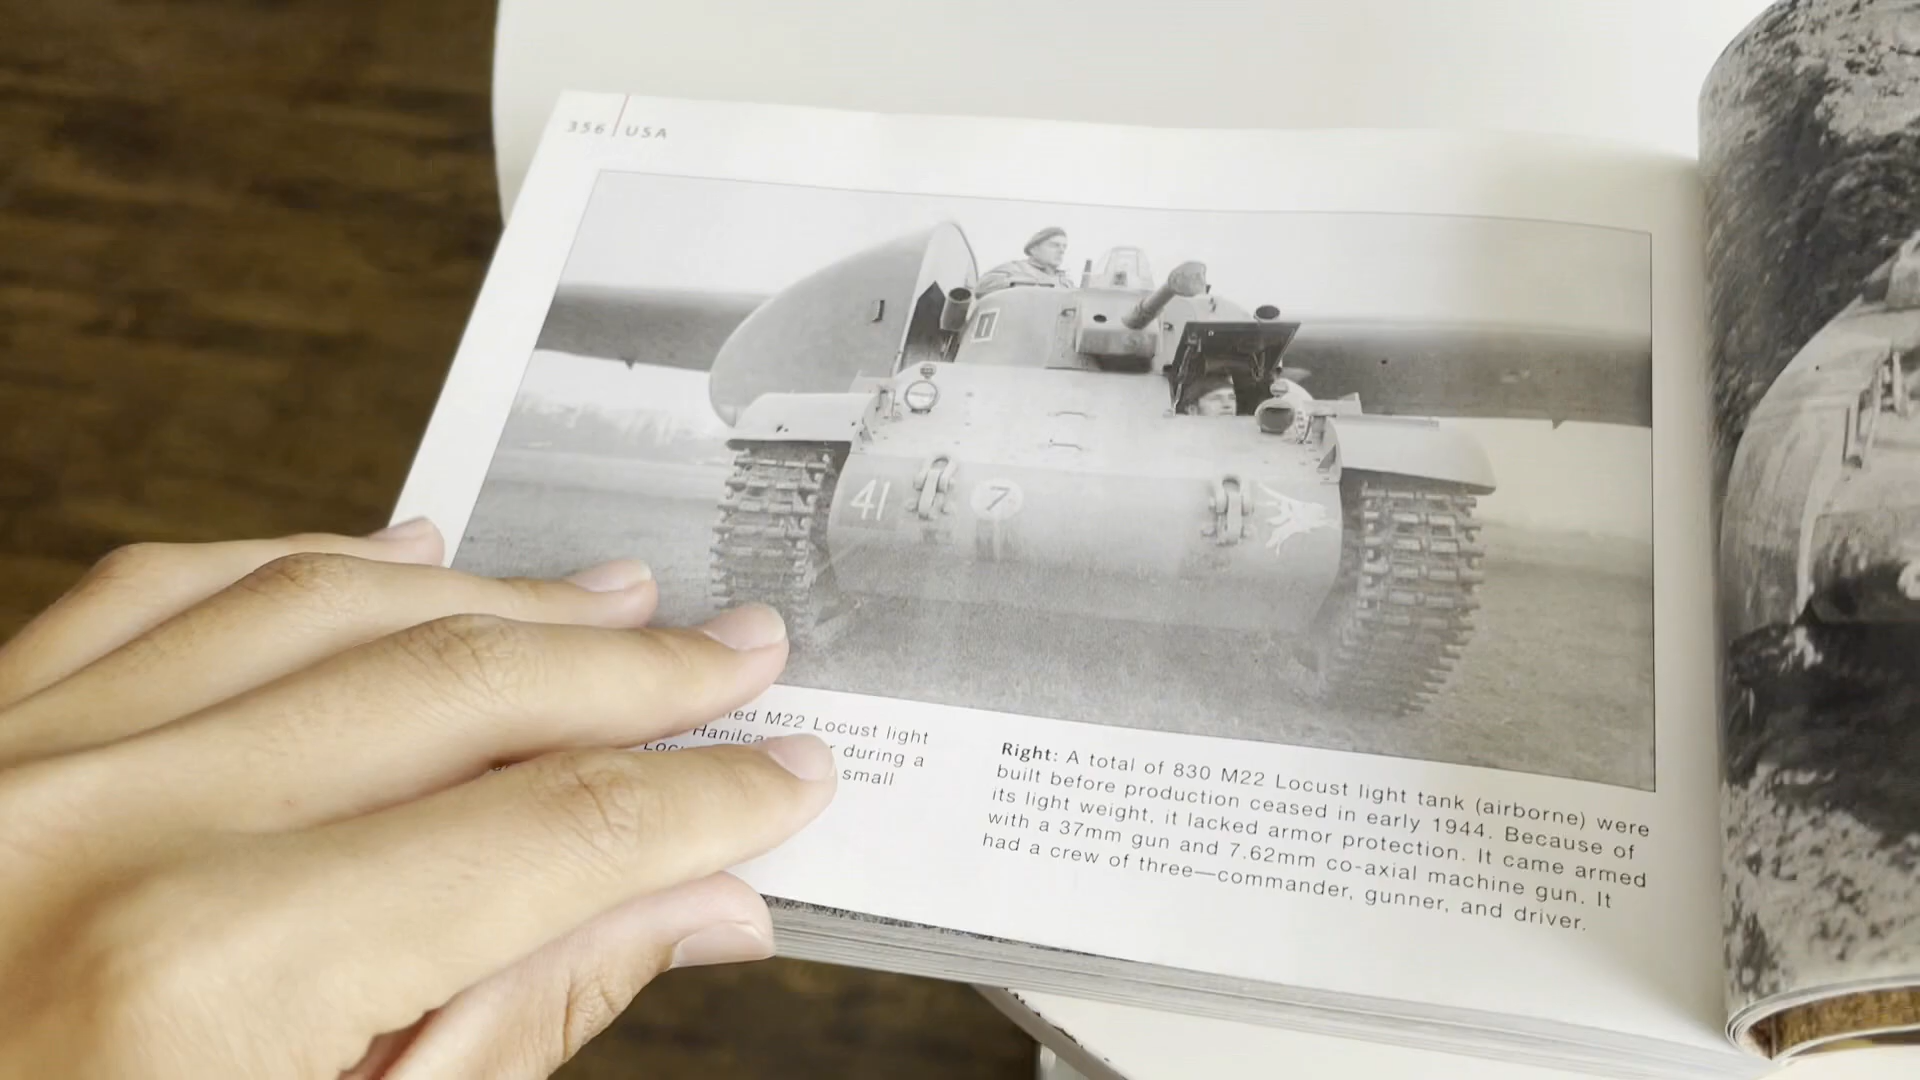 356 USA
41
7
M22 Locust light
during a
small
Right: A total of 830 M22 Locust light tank (airborne) were
built before production ceased in early 1944. Because of
its light weight, it lacked armor protection. It came armed
with a 37mm gun and 7.62mm co-axial machine gun. It
had a crew of three—commander, gunner, and driver.